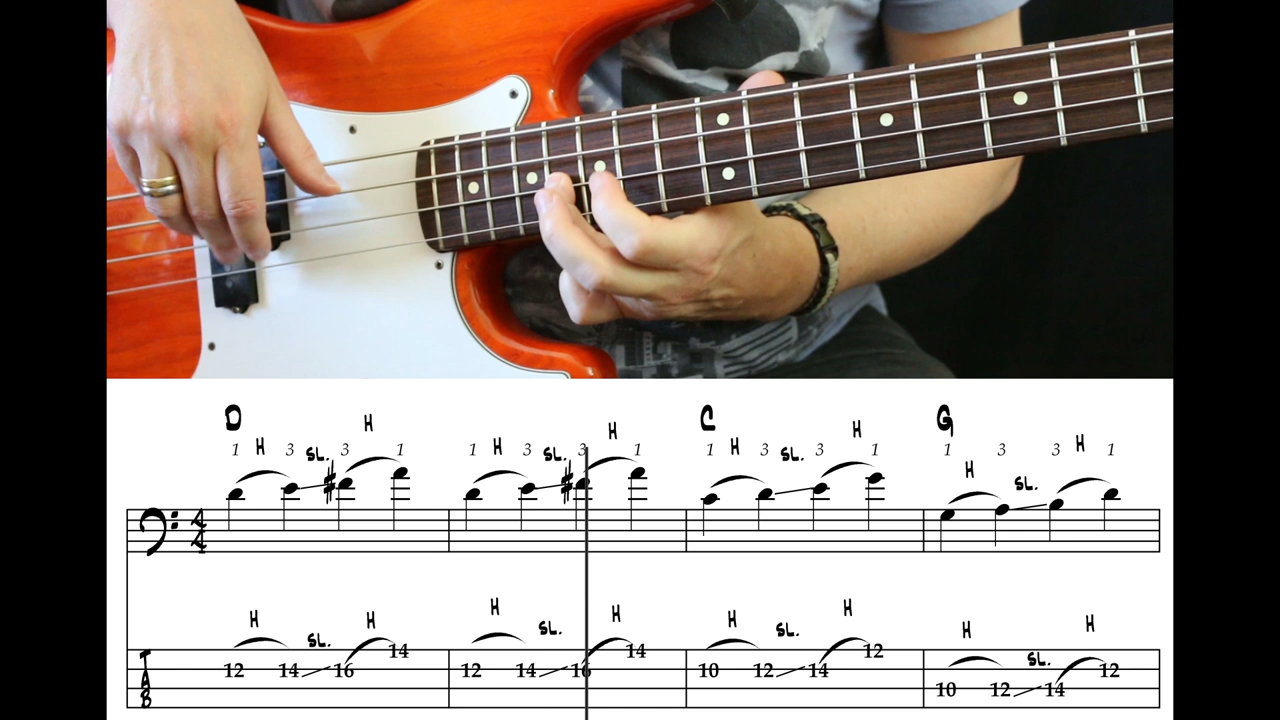 D C G
H H H H
1 H 3 SL. 3 1 1 H 3 SL. 3 1 1 H 3 SL. 3 1 1 3 SL. 3 H 1
H
4
4
H H H H H H H H
SL. SL. SL. SL.
T 12 14 16 14 12 14 16 14 10 12 14 12
A
B 10 12 14 12